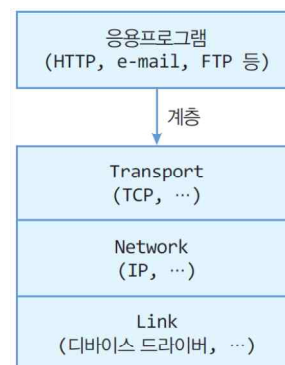 응용프로그램
(HTTP, e-mail, FTP 등)
계층
Transport
(TCP, …)
Network
(IP, …)
Link
(디바이스 드라이버, …)